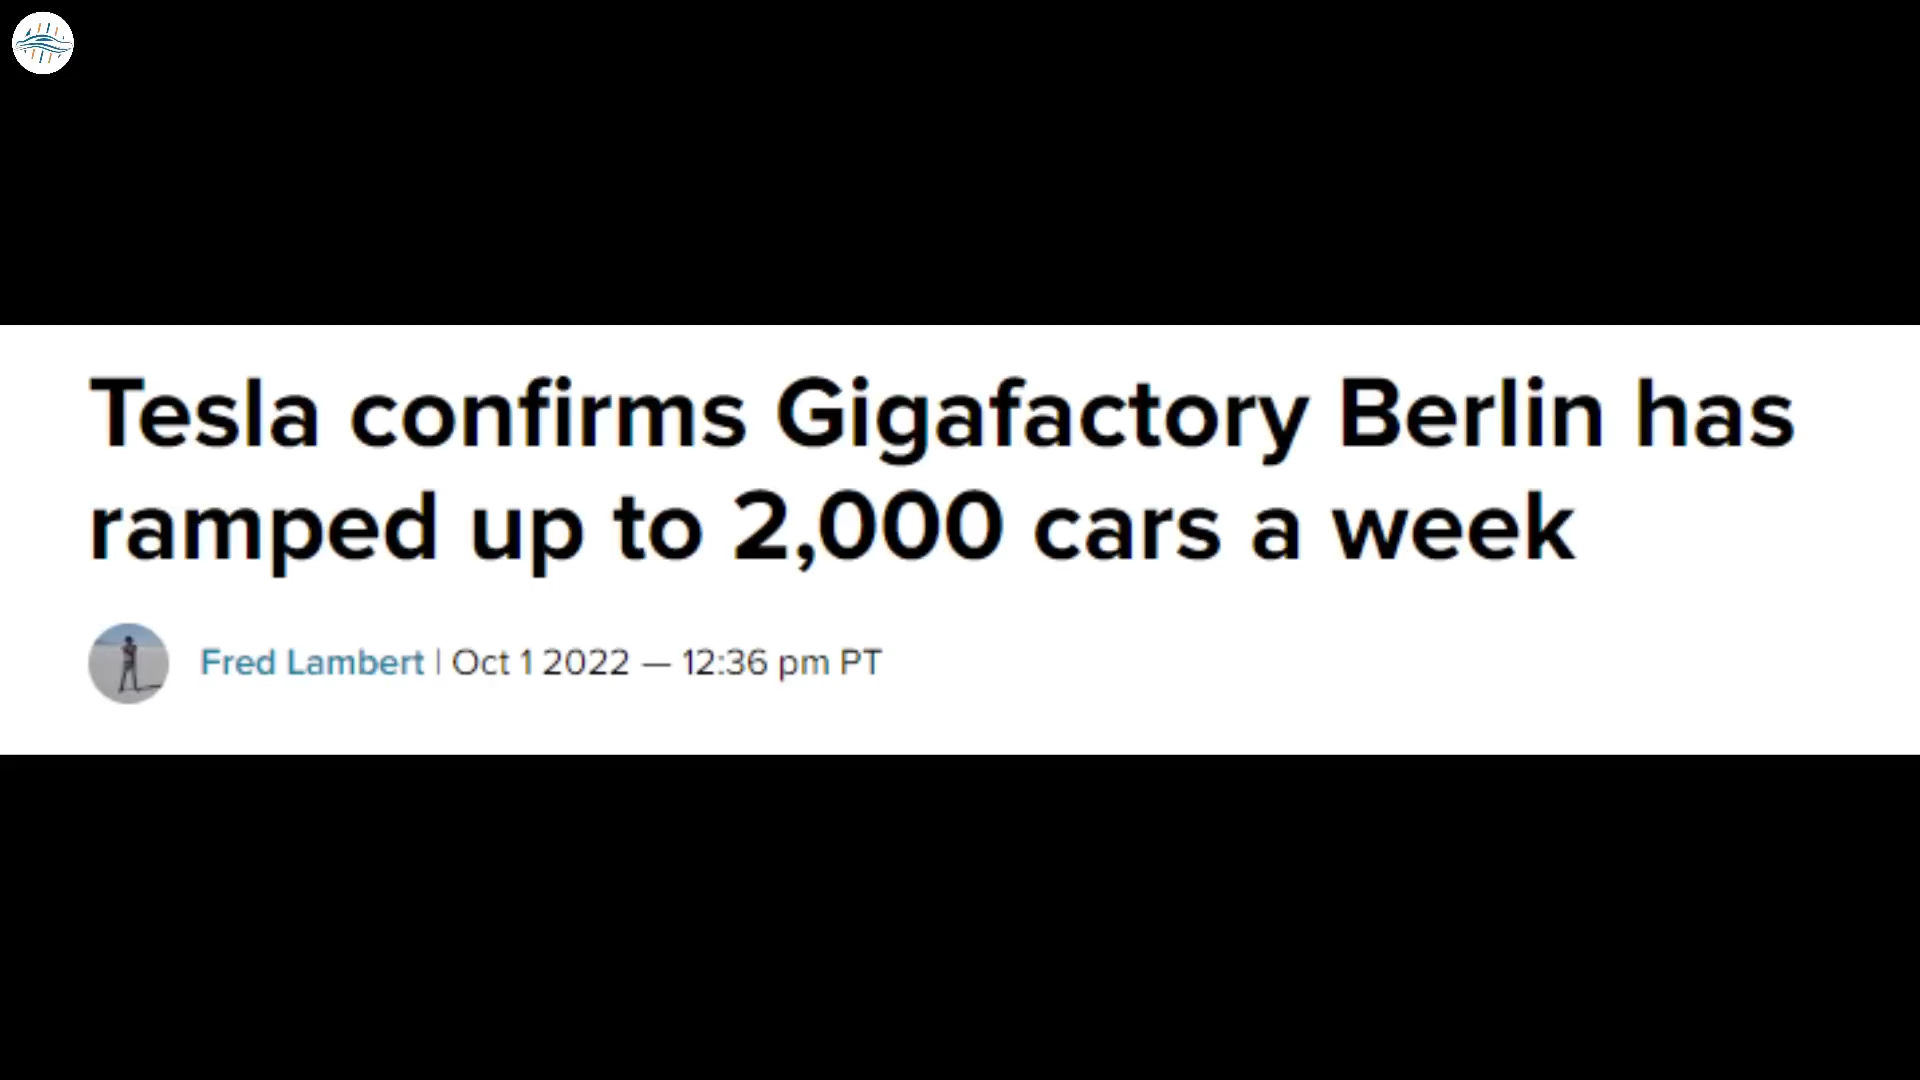 Tesla confirms Gigafactory Berlin has
ramped up to 2,000 cars a week
Fred Lambert | Oct 1 2022 — 12:36 pm PT